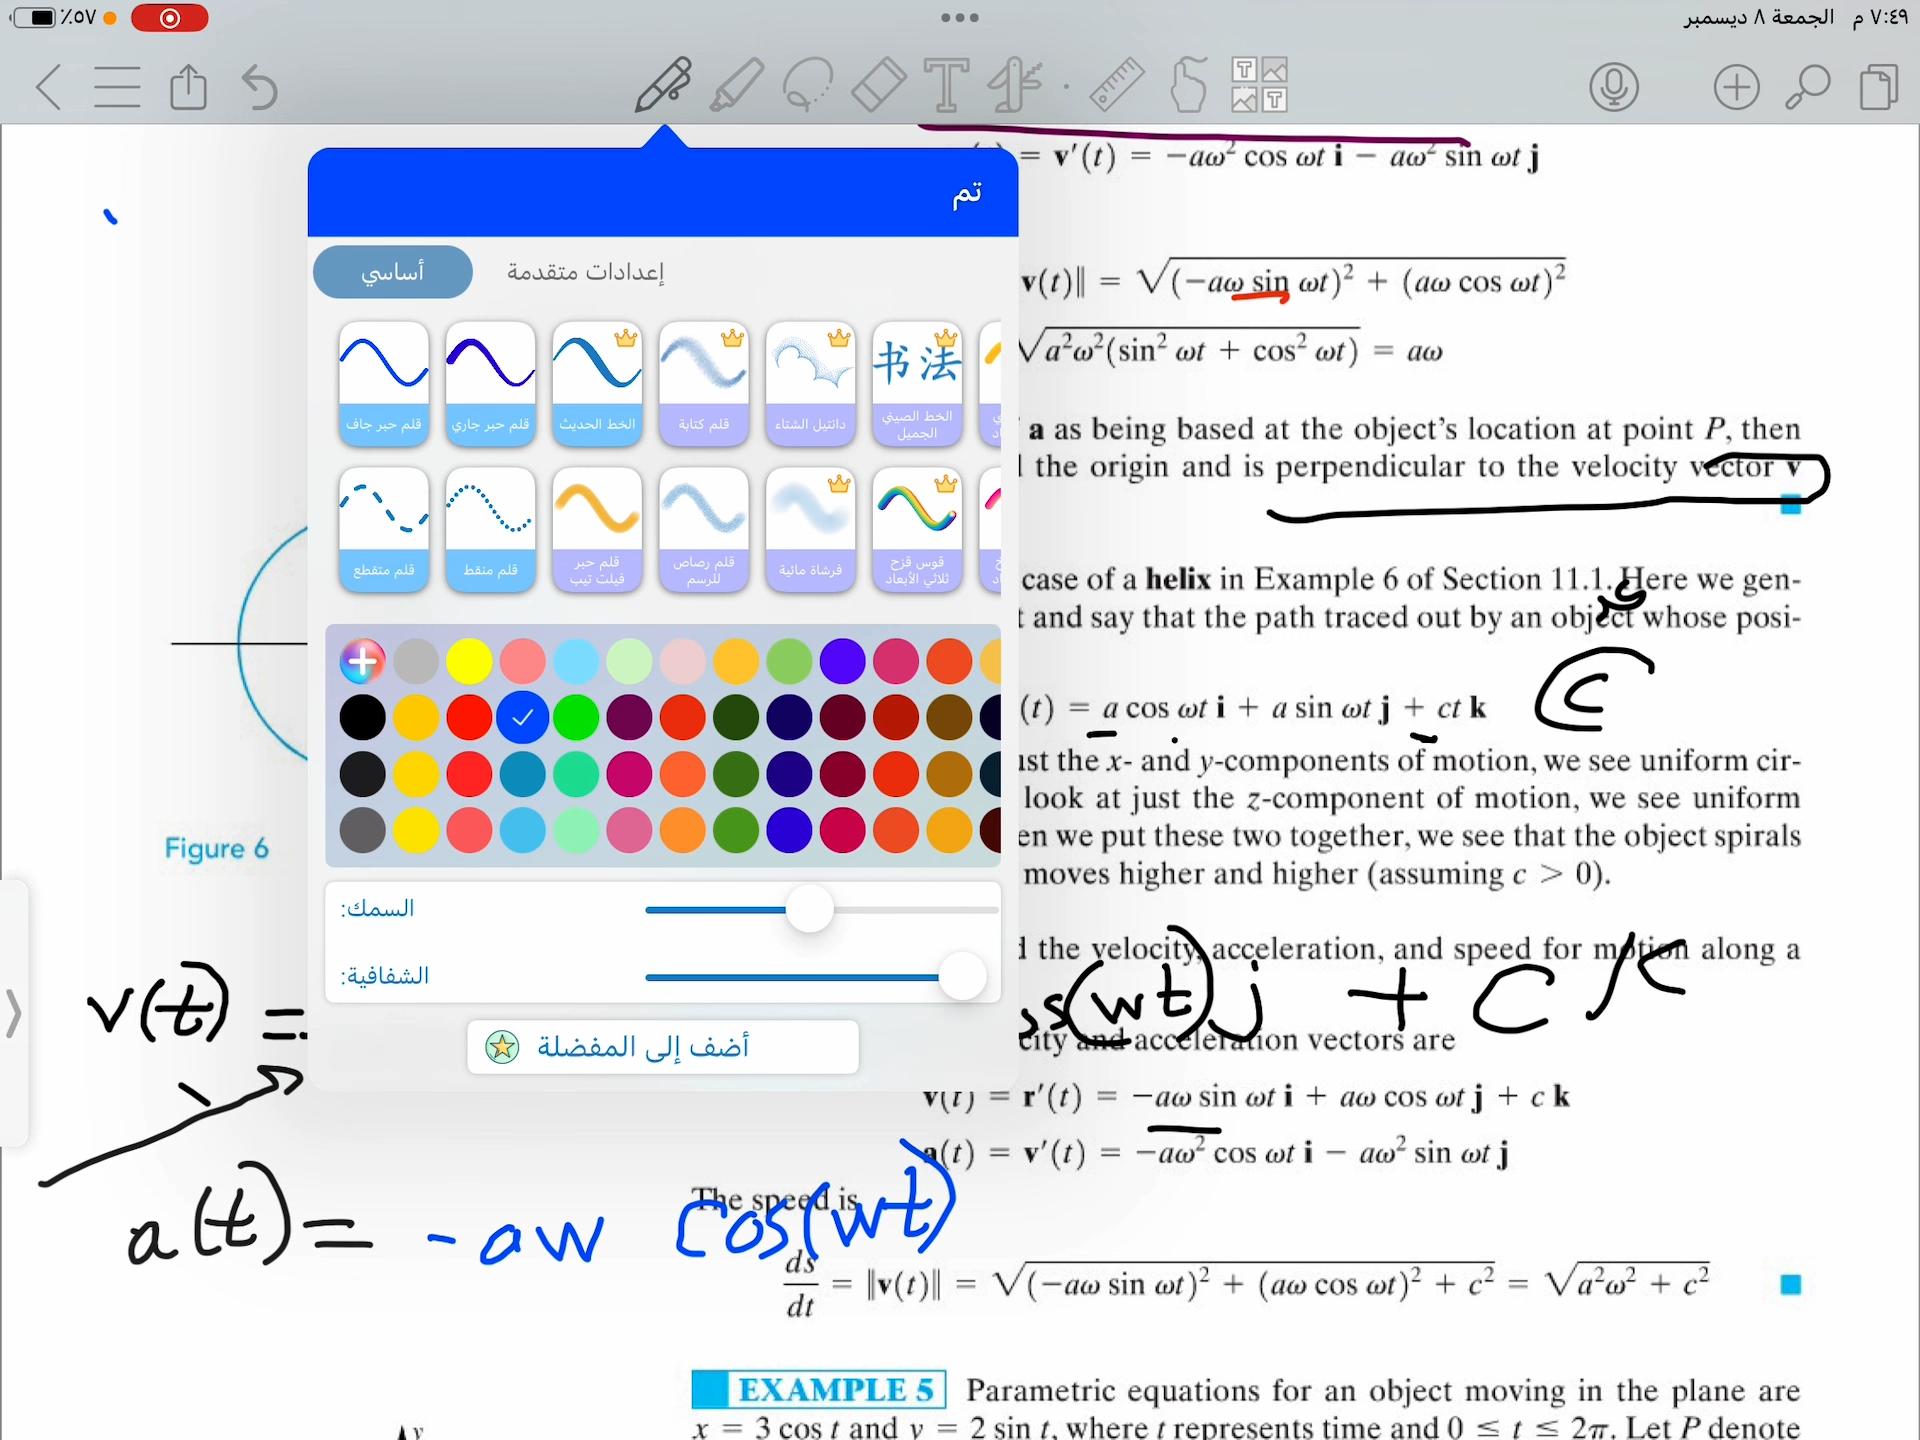 ٪٥٧
٧:٤٩ م الجمعة ٨ ديسمبر
= v′(t) = −aω² cos ωt i − aω² sin ωt j
تم
أساسي
إعدادات متقدمة
v(t)‖ = √(−aω sin ωt)² + (aω cos ωt)²
√a²ω²(sin² ωt + cos² ωt) = aω
قلم حبر جاف
قلم حبر جاري
الخط الحديث
قلم كتابة
دانتيل الشتاء
书法
الخط الصيني الجميل
a as being based at the object’s location at point P, then
the origin and is perpendicular to the velocity vector v
قلم متقطع
قلم منقط
قلم حبر فيلت تيب
قلم رصاص للرسم
فرشاة مائية
قوس قزح ثلاثي الأبعاد
case of a helix in Example 6 of Section 11.1. Here we gen-
and say that the path traced out by an object whose posi-
C
(t) = a cos ωt i + a sin ωt j + ct k
the x- and y-components of motion, we see uniform cir-
look at just the z-component of motion, we see uniform
we put these two together, we see that the object spirals
moves higher and higher (assuming c > 0).
Figure 6
السمك:
الشفافية:
أضف إلى المفضلة
the velocity, acceleration, and speed for motion along a
v(t) =
s(wt)j + C K
and acceleration vectors are
v(t) = r′(t) = −aω sin ωt i + aω cos ωt j + c k
a(t) = v′(t) = −aω² cos ωt i − aω² sin ωt j
The speed is
a(t) = - aw cos(wt)
ds/dt = ‖v(t)‖ = √(−aω sin ωt)² + (aω cos ωt)² + c² = √a²ω² + c²
EXAMPLE 5 Parametric equations for an object moving in the plane are
x = 3 cos t and y = 2 sin t, where t represents time and 0 ≤ t ≤ 2π. Let P denote
y